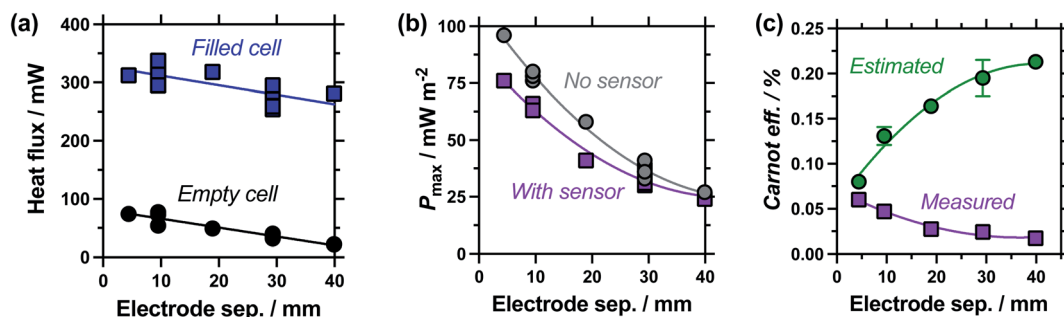 (a)
400
300
200
100
0
Heat flux / mW
Filled cell
Empty cell
0 10 20 30 40
Electrode sep. / mm
(b)
100
75
50
25
0
Pmax / mW m-2
No sensor
With sensor
0 10 20 30 40
Electrode sep. / mm
(c)
0.25
0.20
0.15
0.10
0.05
0.00
Carnot eff. / %
Estimated
Measured
0 10 20 30 40
Electrode sep. / mm